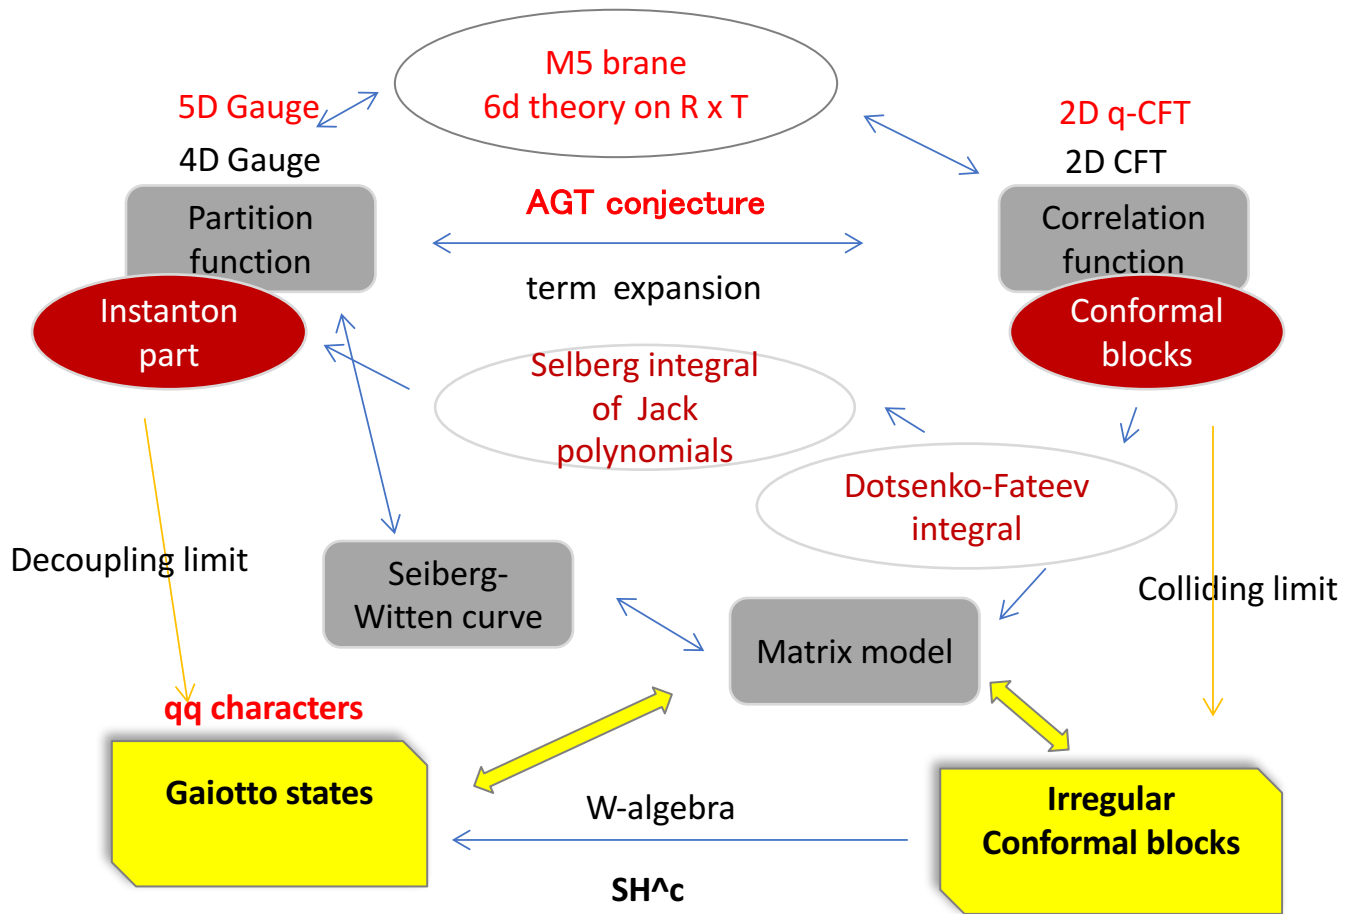 M5 brane
6d theory on R x T
5D Gauge
4D Gauge
2D q-CFT
2D CFT
Partition
function
AGT conjecture
term  expansion
Correlation
function
Instanton
part
Conformal
blocks
Selberg integral
of  Jack
polynomials
Dotsenko-Fateev
integral
Decoupling limit
Seiberg-
Witten curve
Colliding limit
Matrix model
qq characters
Gaiotto states
W-algebra
SH^c
Irregular
Conformal blocks